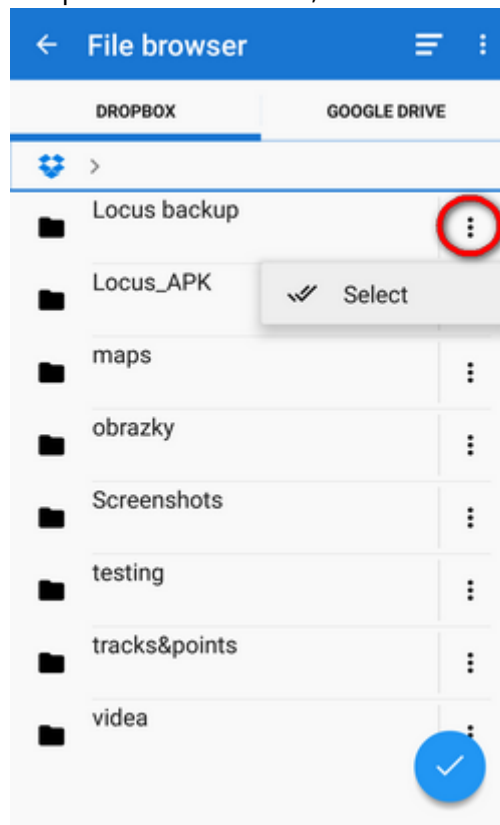 File browser
DROPBOX
GOOGLE DRIVE
Locus backup
Locus_APK
Select
maps
obrazky
Screenshots
testing
tracks&points
videa